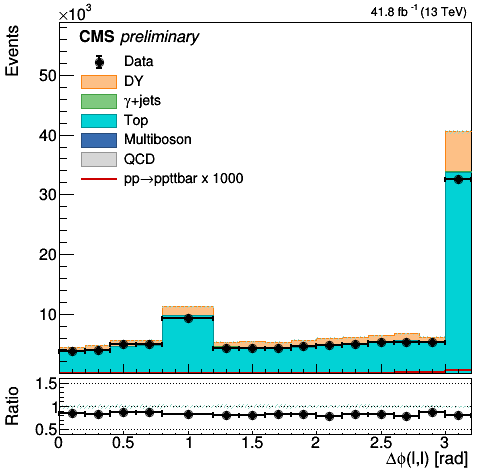 ×10³
41.8 fb⁻¹ (13 TeV)
Events
CMS preliminary
Data
DY
γ+jets
Top
Multiboson
QCD
pp→ppttbar x 1000
50
40
30
20
10
Ratio
1.5
1
0.5
0 0.5 1 1.5 2 2.5 3
Δϕ(l,l) [rad]